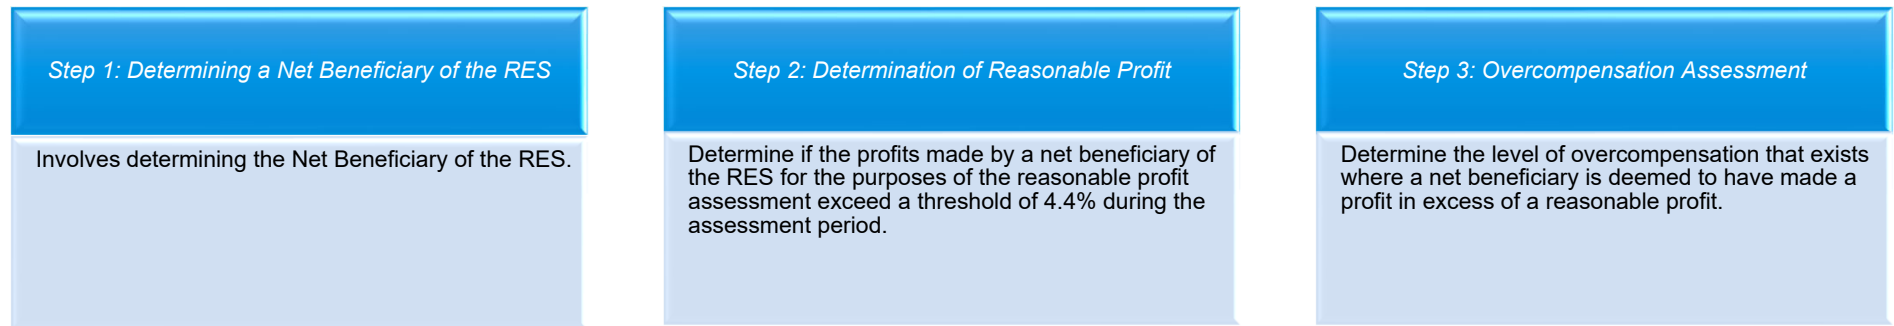 Step 1: Determining a Net Beneficiary of the RES
Involves determining the Net Beneficiary of the RES.
Step 2: Determination of Reasonable Profit
Determine if the profits made by a net beneficiary of
the RES for the purposes of the reasonable profit
assessment exceed a threshold of 4.4% during the
assessment period.
Step 3: Overcompensation Assessment
Determine the level of overcompensation that exists
where a net beneficiary is deemed to have made a
profit in excess of a reasonable profit.